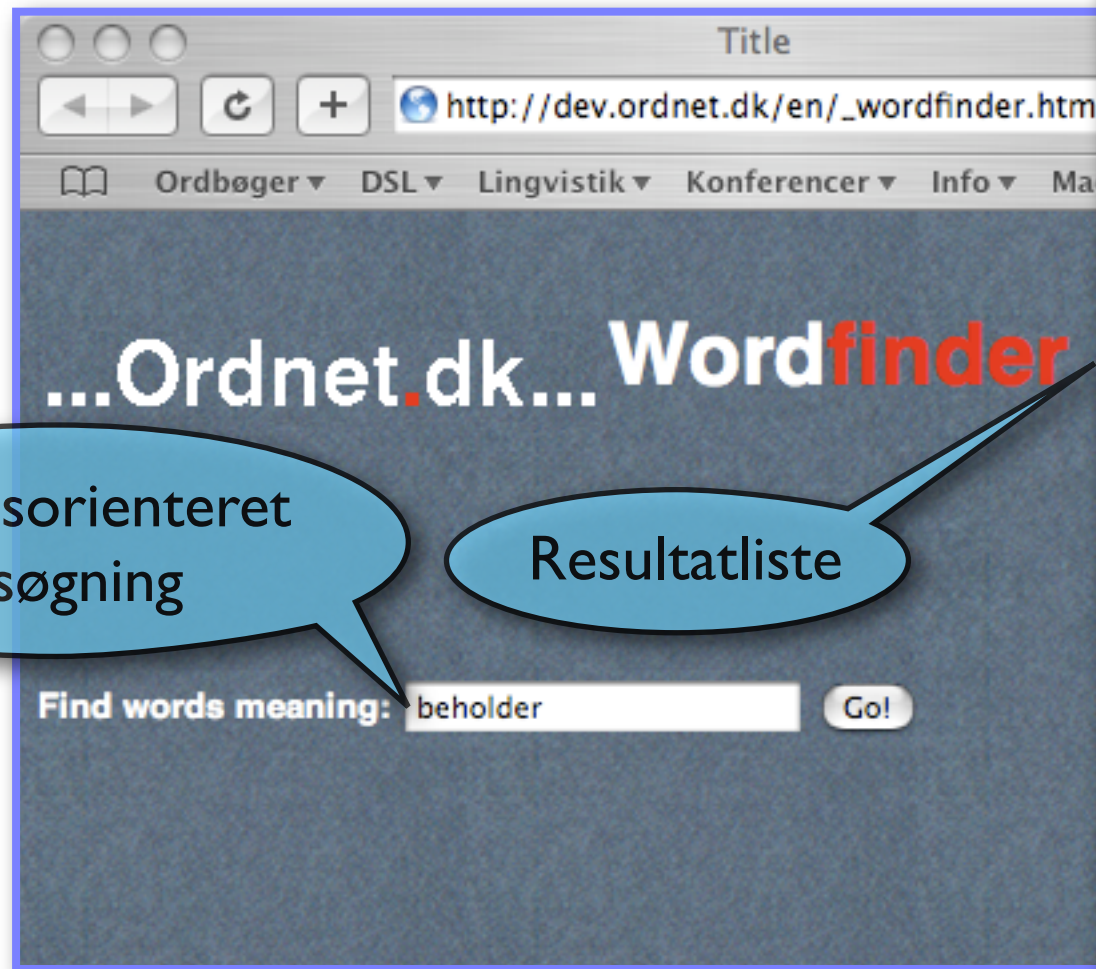 Title
http://dev.ordnet.dk/en/_wordfinder.htm
Ordbøger DSL Lingvistik Konferencer Info
...Ordnet.dk... Wordfinder
sorienteret
søgning
Resultatliste
Find words meaning: beholder Go!